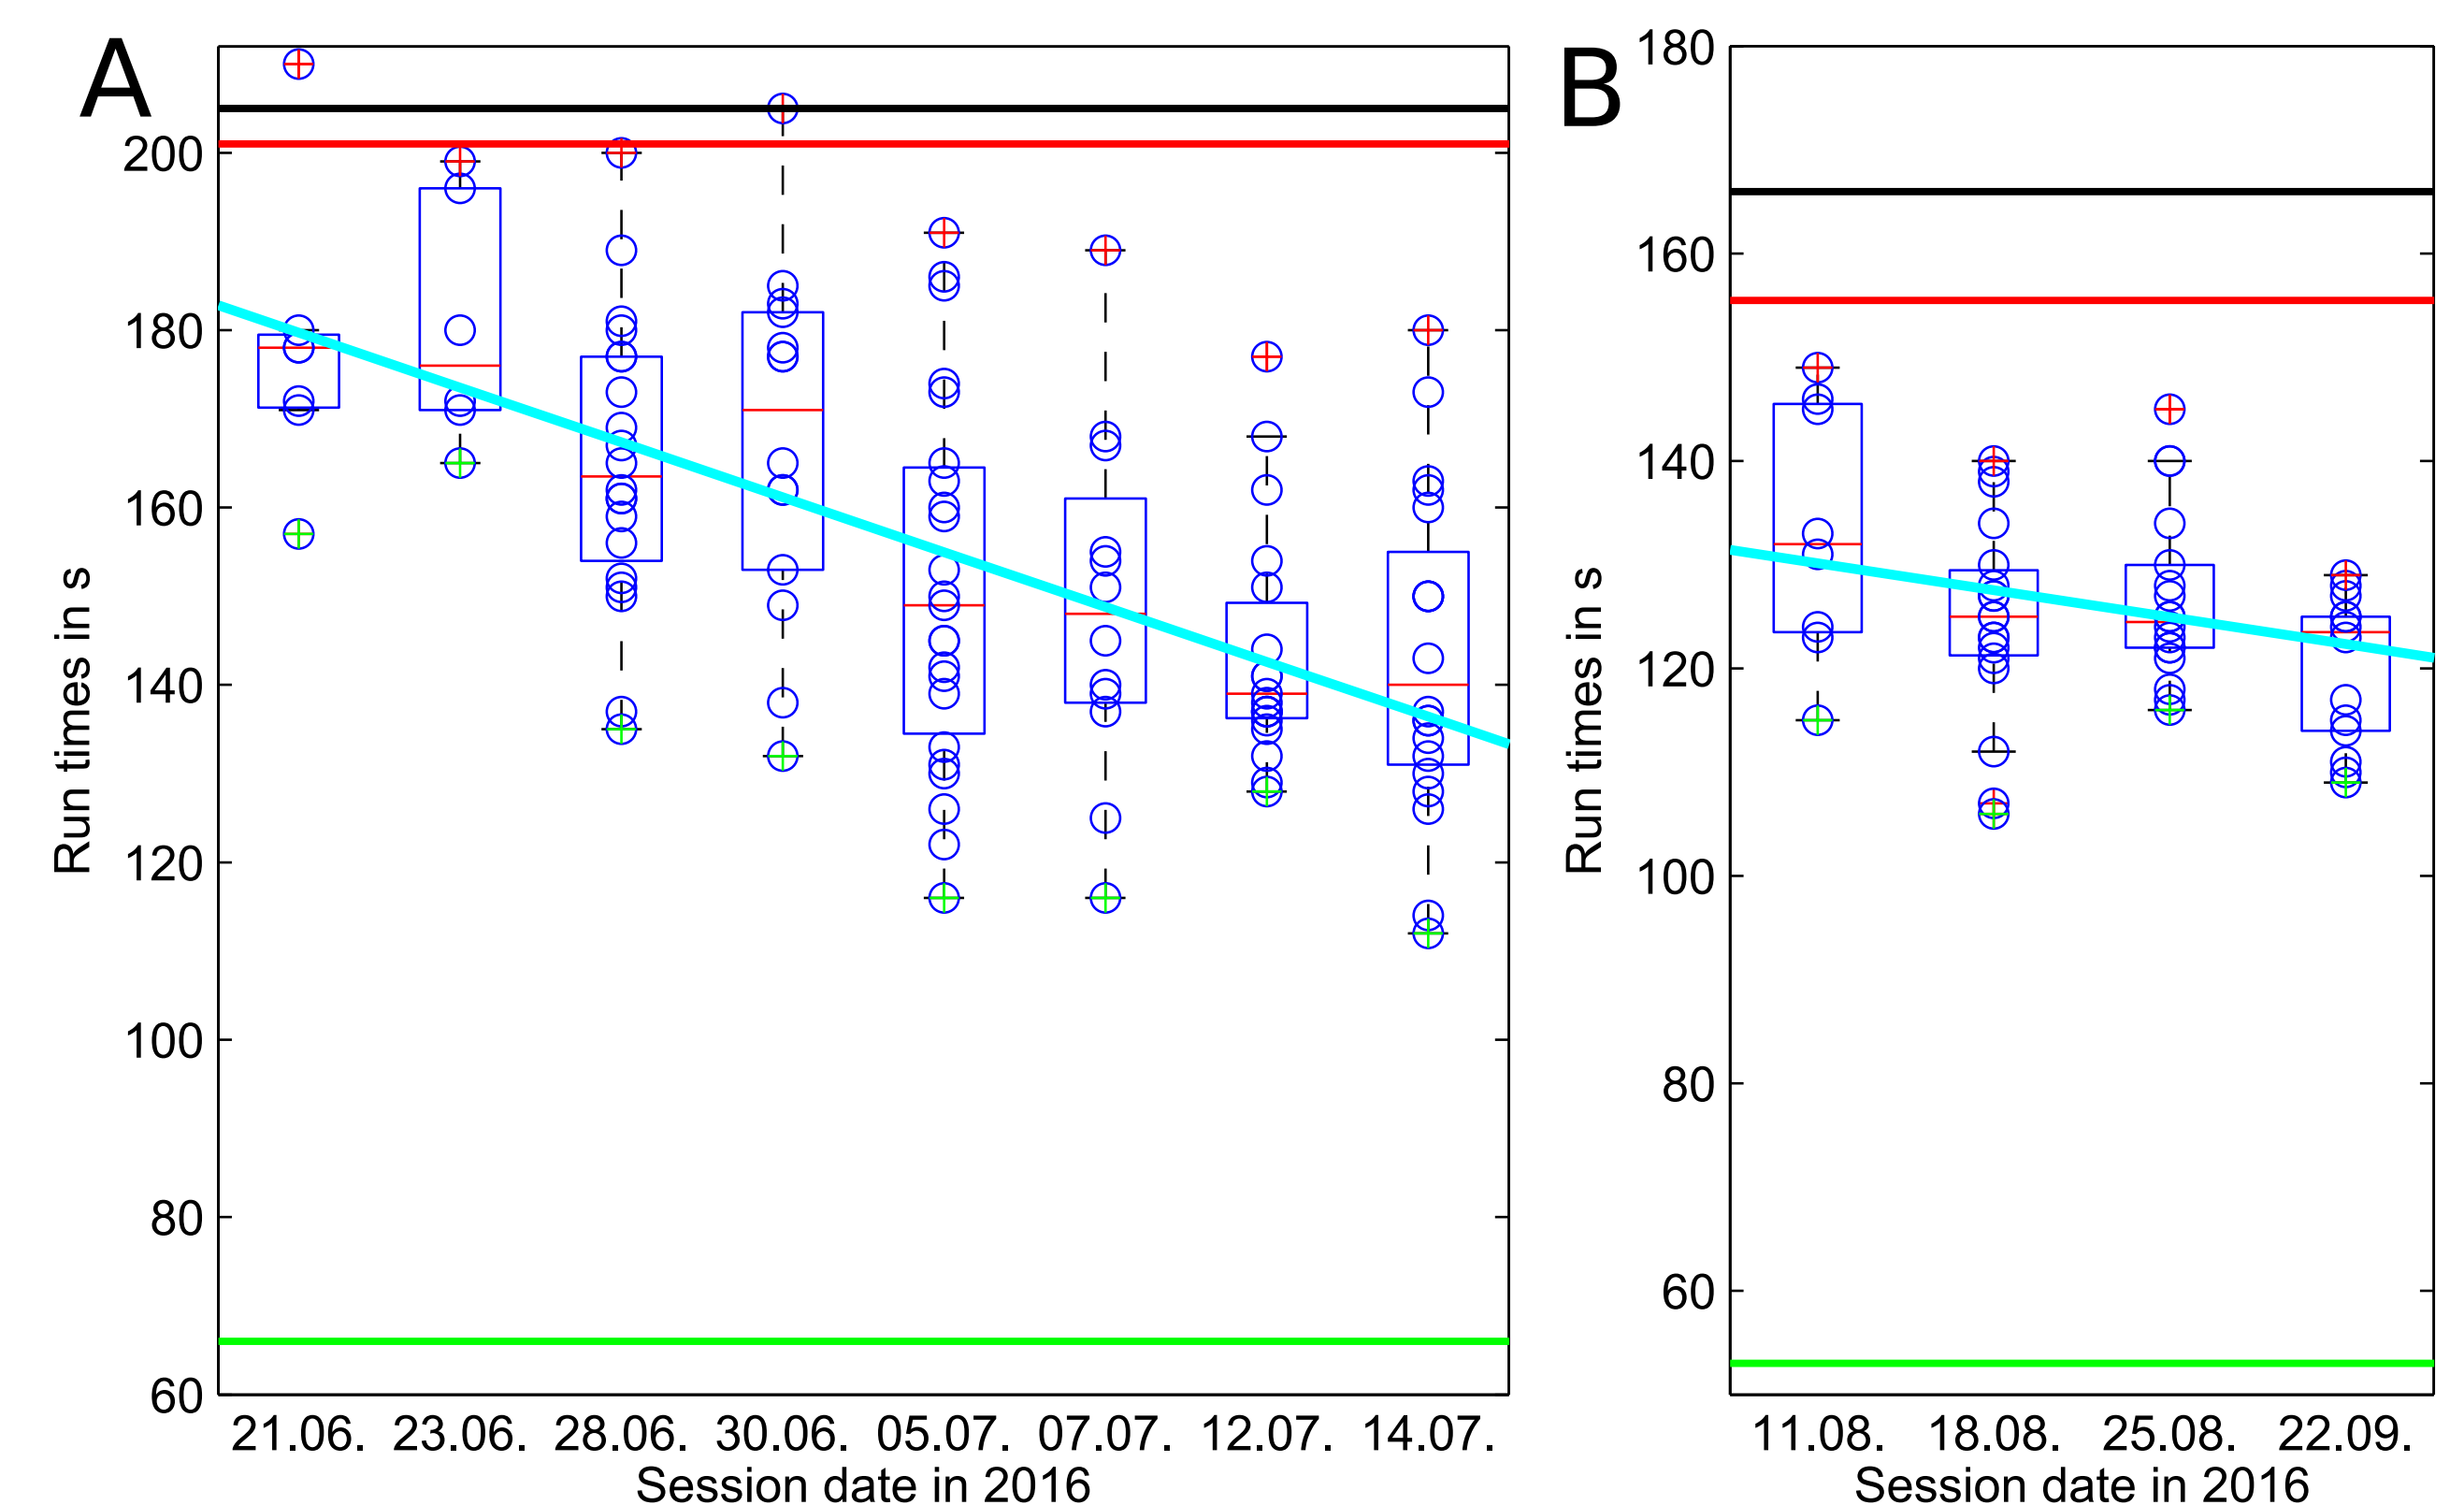 A
200
180
160
140
120
100
80
60
Run times in s
21.06. 23.06. 28.06. 30.06. 05.07. 07.07. 12.07. 14.07.
Session date in 2016
B
180
160
140
120
100
80
60
Run times in s
11.08. 18.08. 25.08. 22.09.
Session date in 2016